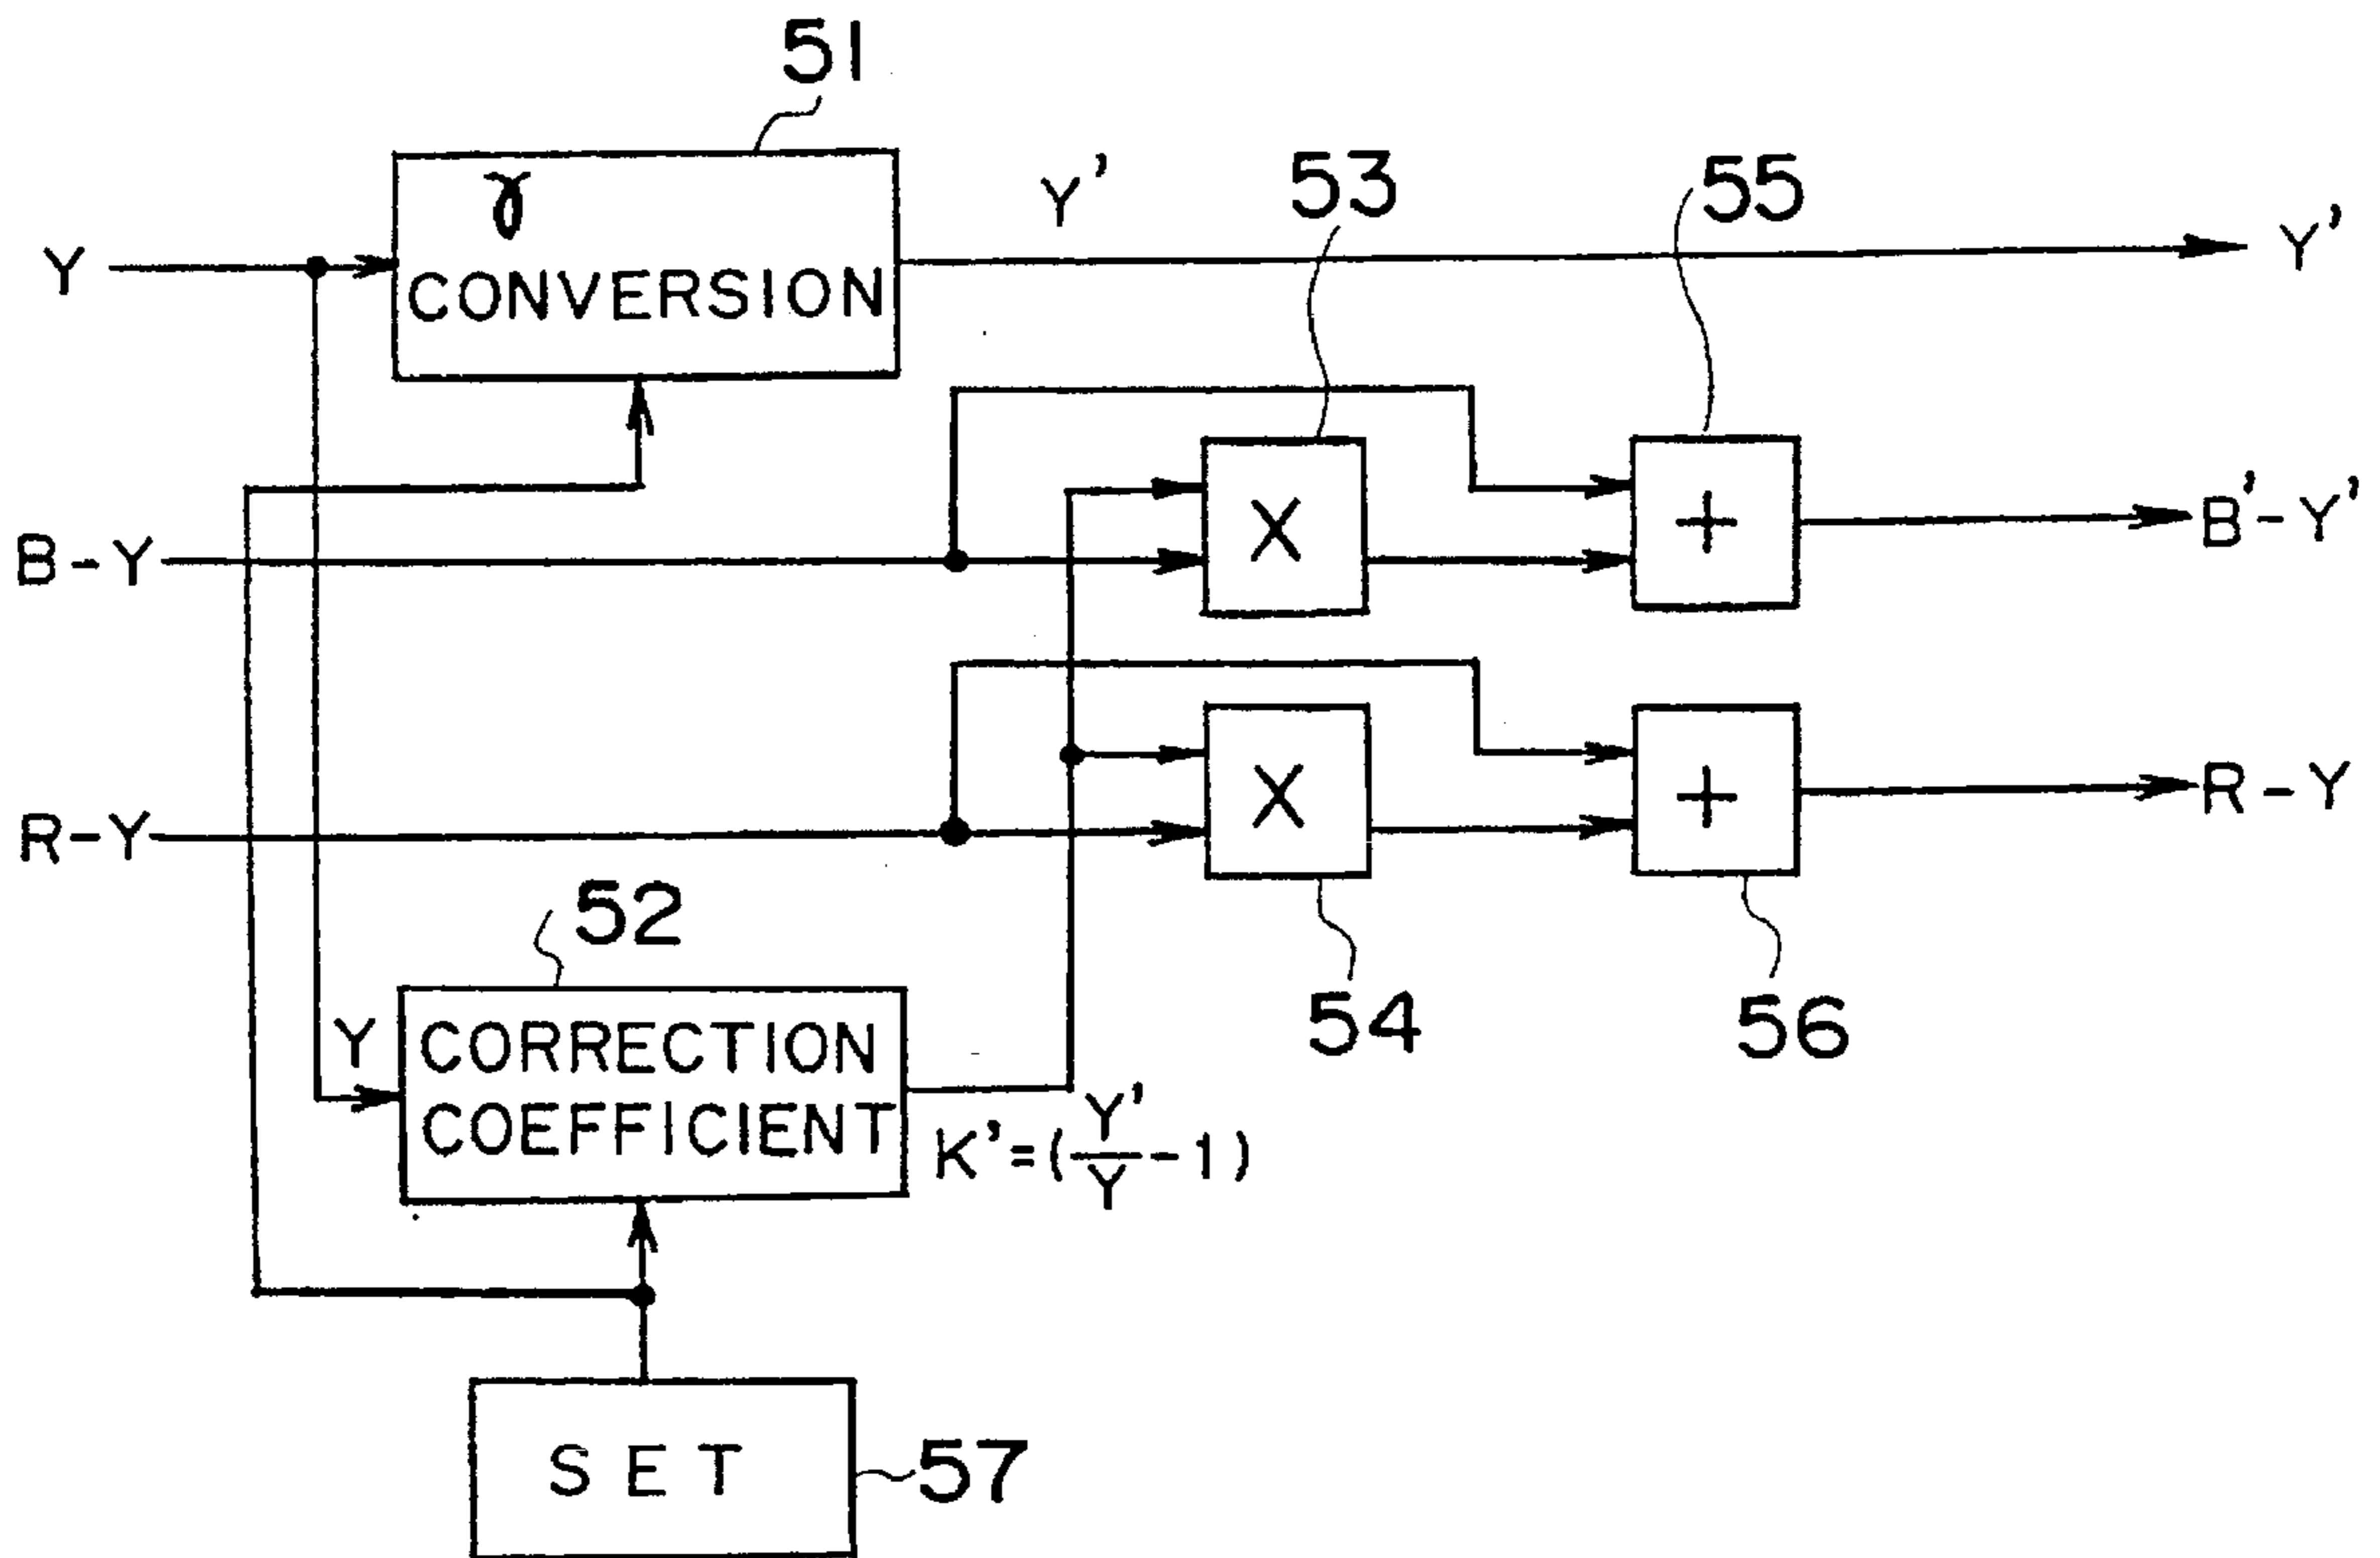 51
γ
CONVERSION
Y
Y'
53
55
Y'
B-Y
X
+
B'-Y'
R-Y
X
+
R-Y
52
54
56
Y
CORRECTION
COEFFICIENT
K'=(Y'/Y-1)
SET
57